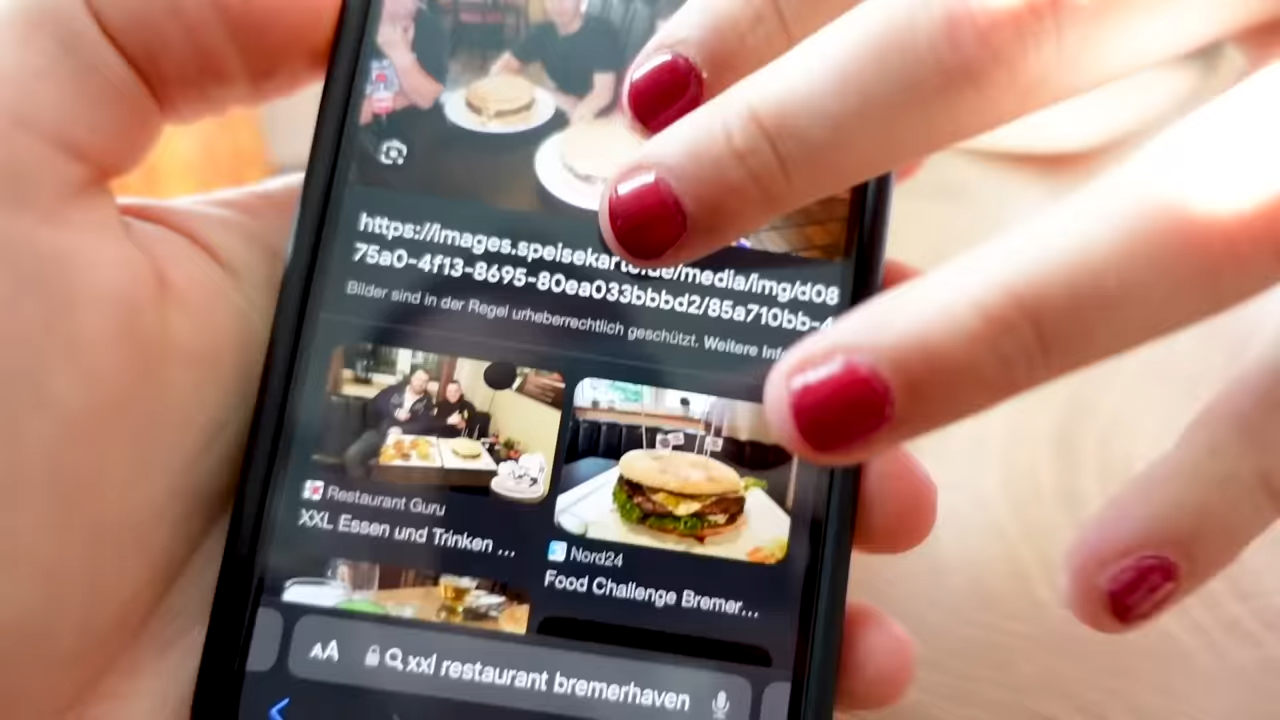 https://images.speisekarte.de/media/img/d08
75a0-4f13-8695-80ea033bbbd2/85a710bb-4
Bilder sind in der Regel urheberrechtlich geschützt. Weitere Inf
Restaurant Guru
XXL Essen und Trinken ...
Nord24
Food Challenge Bremer...
AA xxl restaurant bremerhaven